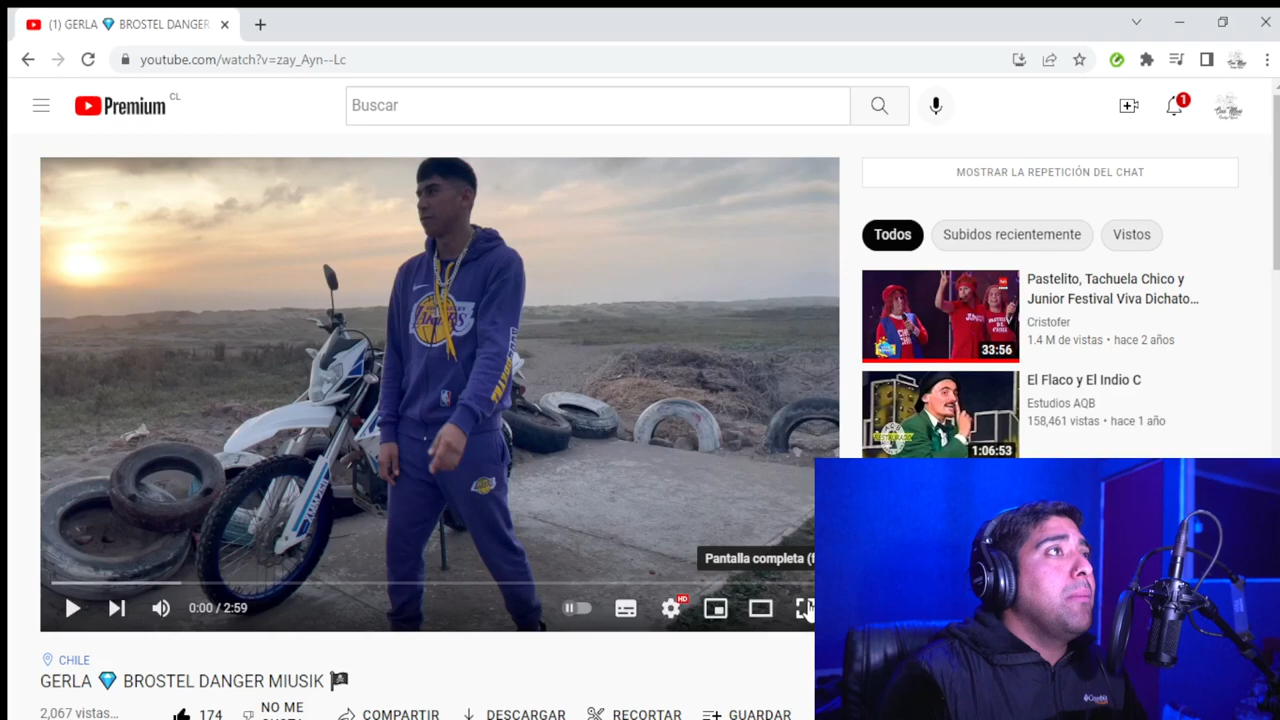 (1) GERLA 💎 BROSTEL DANGER
youtube.com/watch?v=zay_Ayn--Lc
Premium CL
Buscar
1
MOSTRAR LA REPETICIÓN DEL CHAT
Todos
Subidos recientemente
Vistos
Pastelito, Tachuela Chico y
Junior Festival Viva Dichato...
Cristofer
1.4 M de vistas • hace 2 años
33:56
El Flaco y El Indio C
Estudios AQB
158,461 vistas • hace 1 año
1:06:53
LAKERS
Pantalla completa (f
0:00 / 2:59
HD
CHILE
GERLA 💎 BROSTEL DANGER MIUSIK 🏴‍☠️
2,067 vistas...
174
NO ME
COMPARTIR
DESCARGAR
RECORTAR
GUARDAR
Columbia